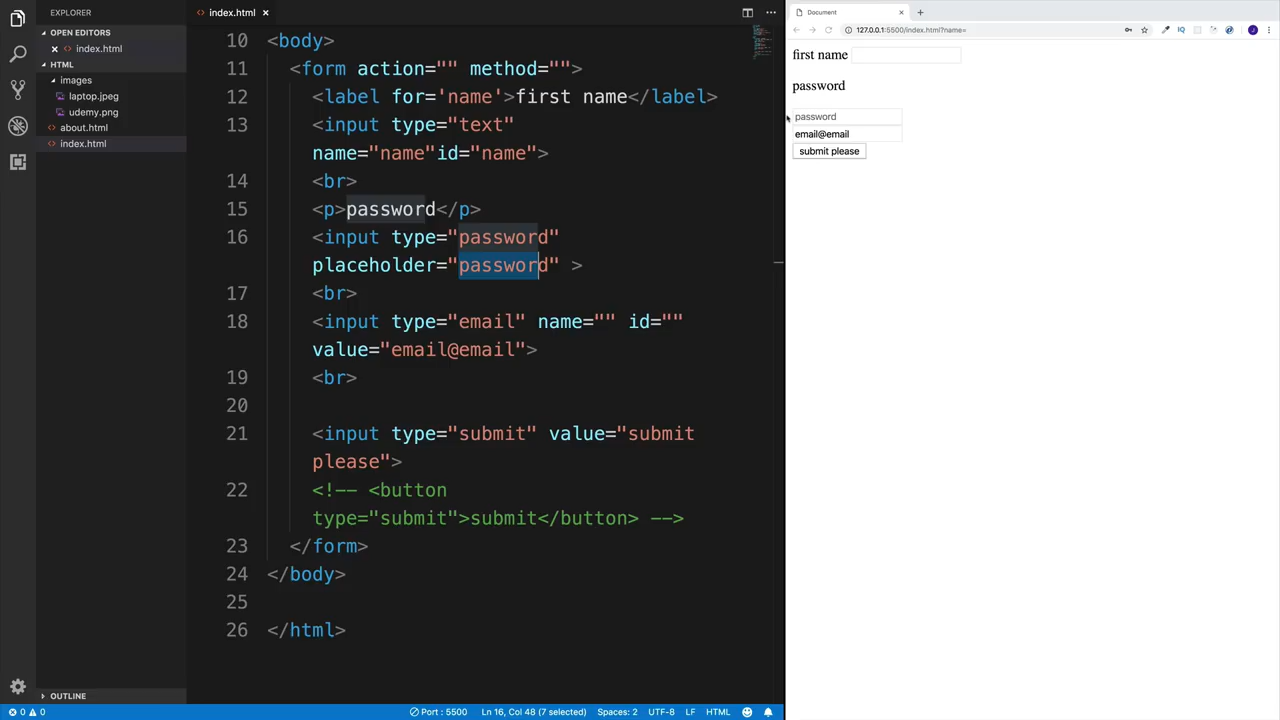 EXPLORER
OPEN EDITORS
index.html
HTML
images
laptop.jpeg
udemy.png
about.html
index.html
OUTLINE
index.html
10 <body>
11 <form action="" method="">
12 <label for='name'>first name</label>
13 <input type="text"
name="name"id="name">
14 <br>
15 <p>password</p>
16 <input type="password"
placeholder="password" >
17 <br>
18 <input type="email" name="" id=""
value="email@email">
19 <br>
20
21 <input type="submit" value="submit
please">
22 <!-- <button
type="submit">submit</button> -->
23 </form>
24 </body>
25
26 </html>
0 0 Port : 5500 Ln 16, Col 48 (7 selected) Spaces: 2 UTF-8 LF HTML
Document
127.0.0.1:5500/index.html?name=
IQ
J
first name
password
password
email@email
submit please